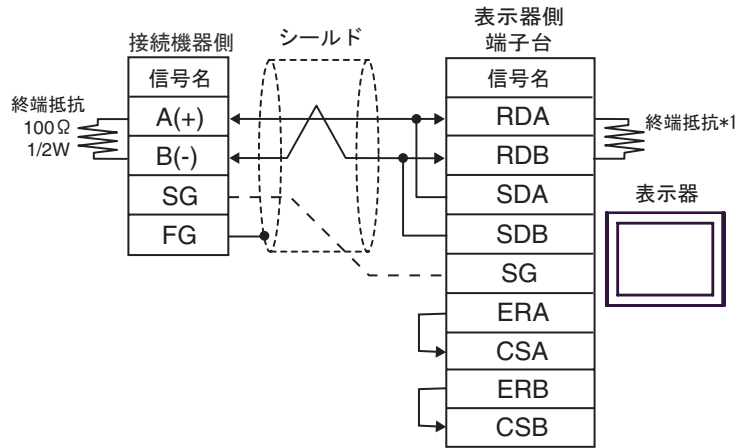 接続機器側
シールド
表示器側
端子台
信号名
信号名
終端抵抗
100Ω
1/2W
A(+)
B(-)
SG
FG
RDA
RDB
SDA
SDB
SG
ERA
CSA
ERB
CSB
終端抵抗*1
表示器